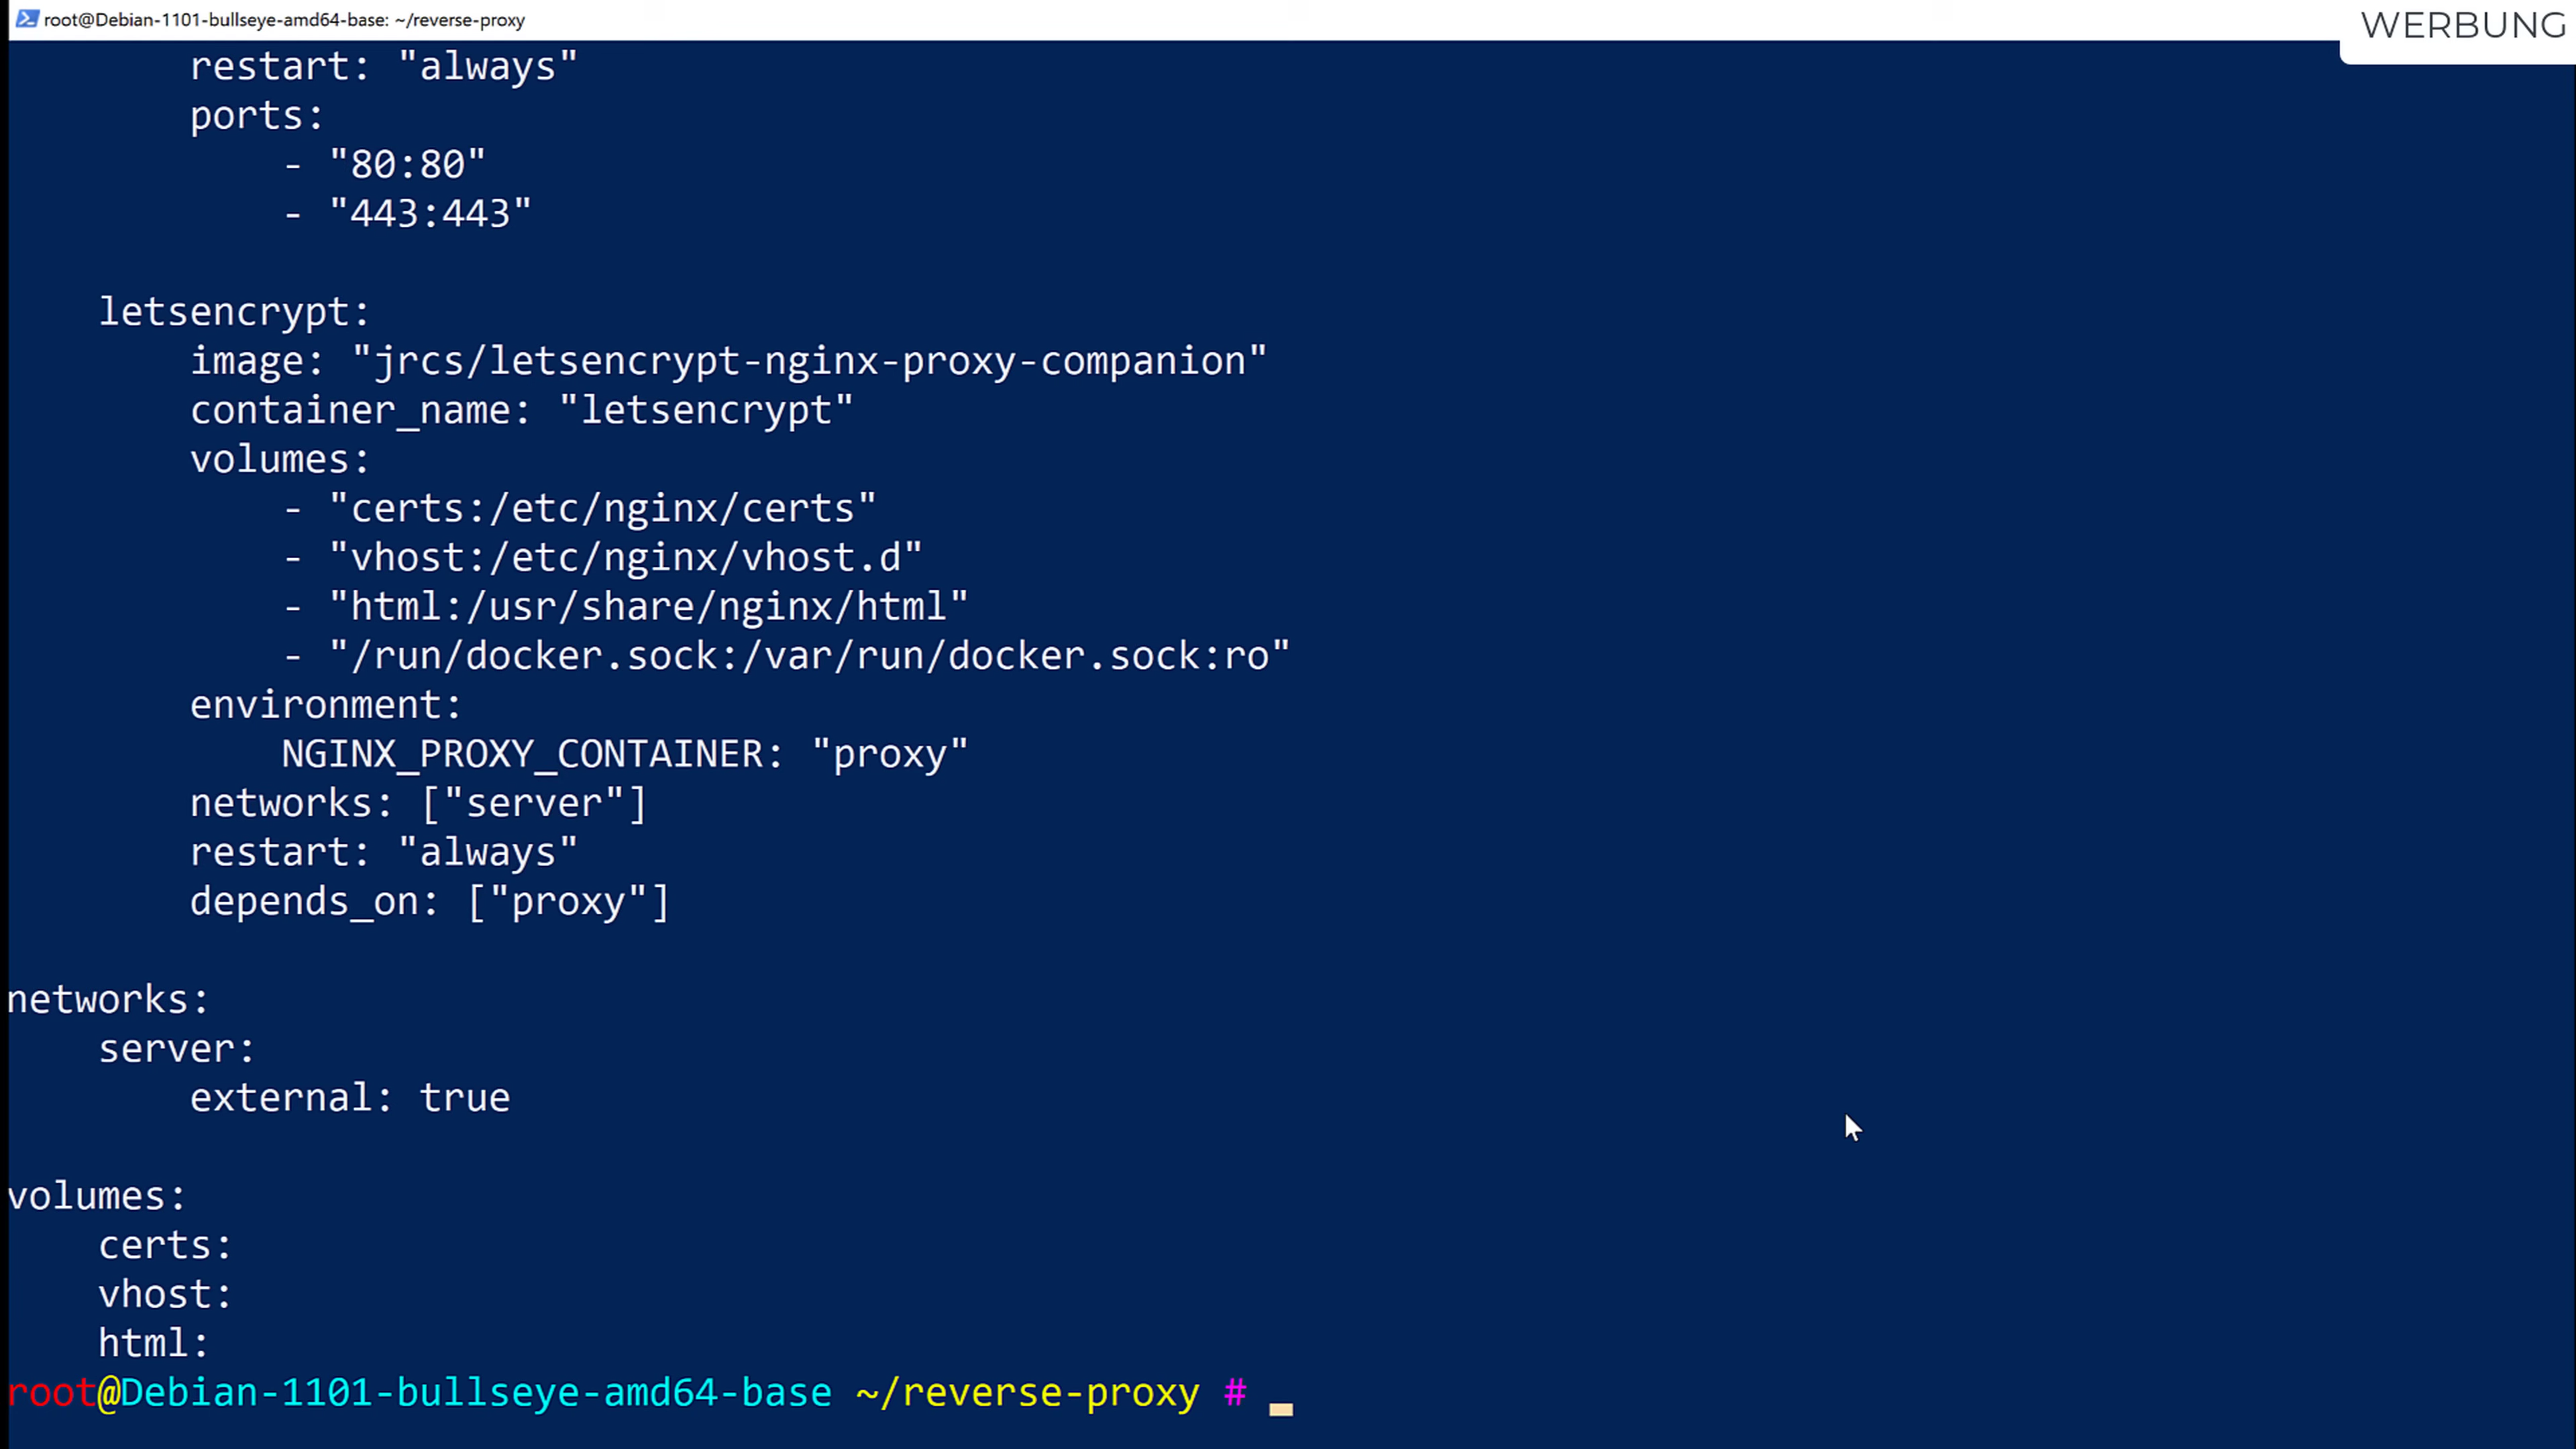 root@Debian-1101-bullseye-amd64-base: ~/reverse-proxy
WERBUNG
restart: "always"
ports:
- "80:80"
- "443:443"
letsencrypt:
image: "jrcs/letsencrypt-nginx-proxy-companion"
container_name: "letsencrypt"
volumes:
- "certs:/etc/nginx/certs"
- "vhost:/etc/nginx/vhost.d"
- "html:/usr/share/nginx/html"
- "/run/docker.sock:/var/run/docker.sock:ro"
environment:
NGINX_PROXY_CONTAINER: "proxy"
networks: ["server"]
restart: "always"
depends_on: ["proxy"]
networks:
server:
external: true
volumes:
certs:
vhost:
html:
root@Debian-1101-bullseye-amd64-base ~/reverse-proxy #